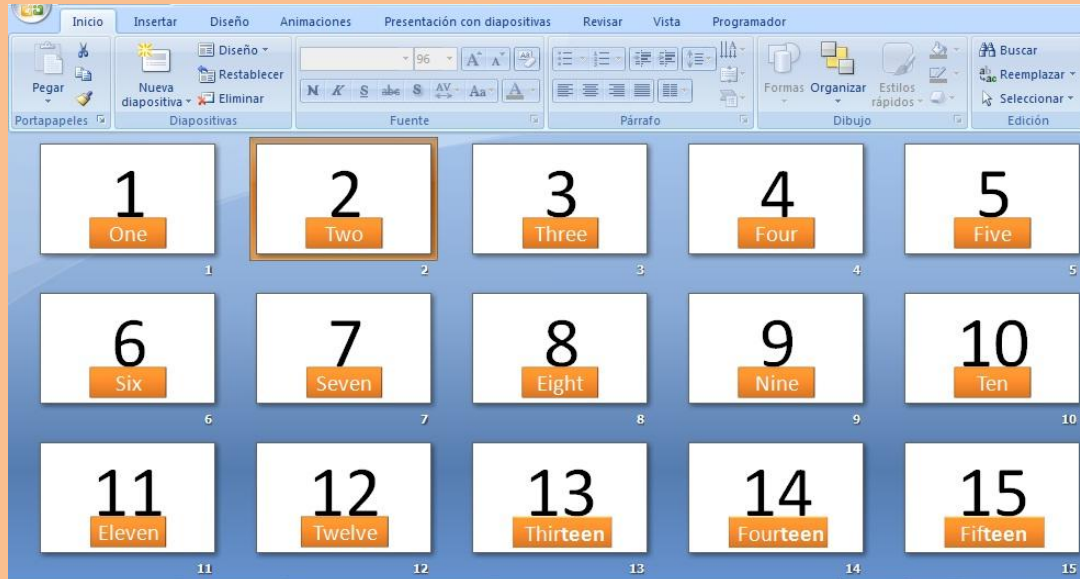 Inicio Insertar Diseño Animaciones Presentación con diapositivas Revisar Vista Programador
Pegar
Nueva diapositiva
Diseño
Restablecer
Eliminar
96
N K S abc S AV Aa A
Formas Organizar Estilos rápidos
Buscar
Reemplazar
Seleccionar
Portapapeles Diapositivas Fuente Párrafo Dibujo Edición
1 2 3 4 5
One Two Three Four Five
1 2 3 4 5
6 7 8 9 10
Six Seven Eight Nine Ten
6 7 8 9 10
11 12 13 14 15
Eleven Twelve Thirteen Fourteen Fifteen
11 12 13 14 15